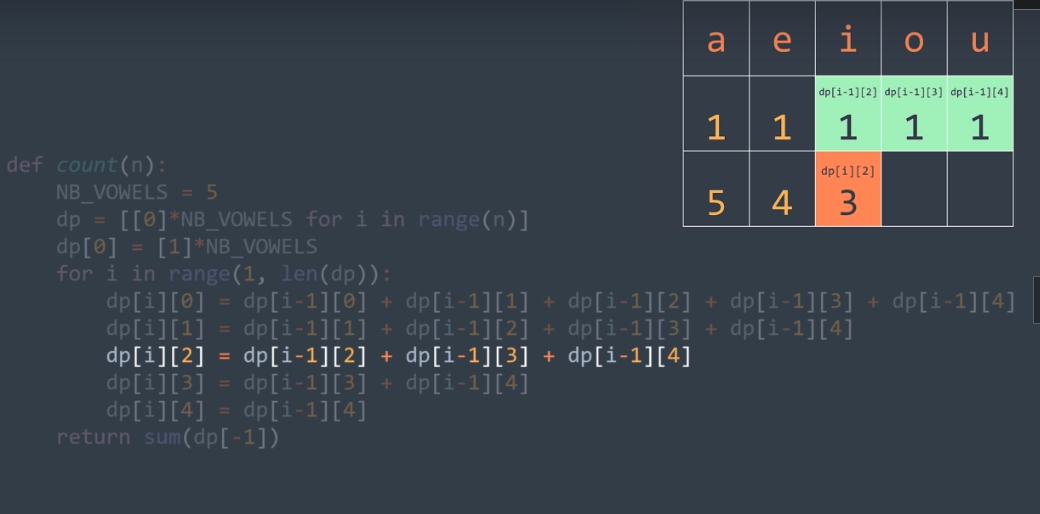 a e i o u
dp[i-1][2] dp[i-1][3] dp[i-1][4]
1 1 1 1 1
dp[i][2]
5 4 3
def count(n):
    NB_VOWELS = 5
    dp = [[0]*NB_VOWELS for i in range(n)]
    dp[0] = [1]*NB_VOWELS
    for i in range(1, len(dp)):
        dp[i][0] = dp[i-1][0] + dp[i-1][1] + dp[i-1][2] + dp[i-1][3] + dp[i-1][4]
        dp[i][1] = dp[i-1][1] + dp[i-1][2] + dp[i-1][3] + dp[i-1][4]
        dp[i][2] = dp[i-1][2] + dp[i-1][3] + dp[i-1][4]
        dp[i][3] = dp[i-1][3] + dp[i-1][4]
        dp[i][4] = dp[i-1][4]
    return sum(dp[-1])